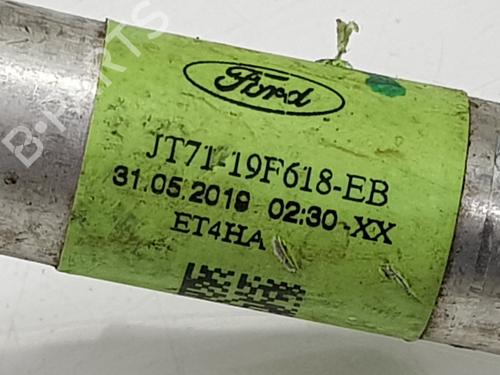 Ford
JT71-19F618-EB
31.05.2019 02:30-XX
ET4HA
B-PARTS